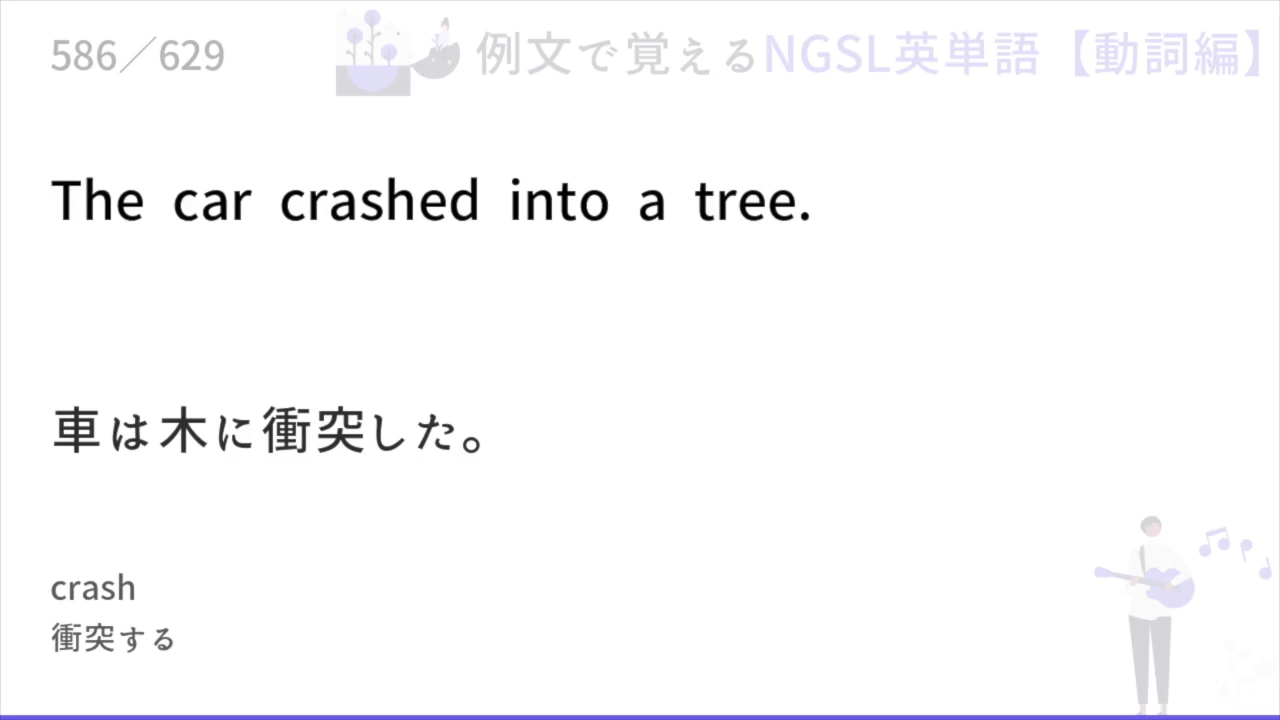 586／629
例文で覚えるNGSL英単語【動詞編】
The car crashed into a tree.
車は木に衝突した。
crash
衝突する